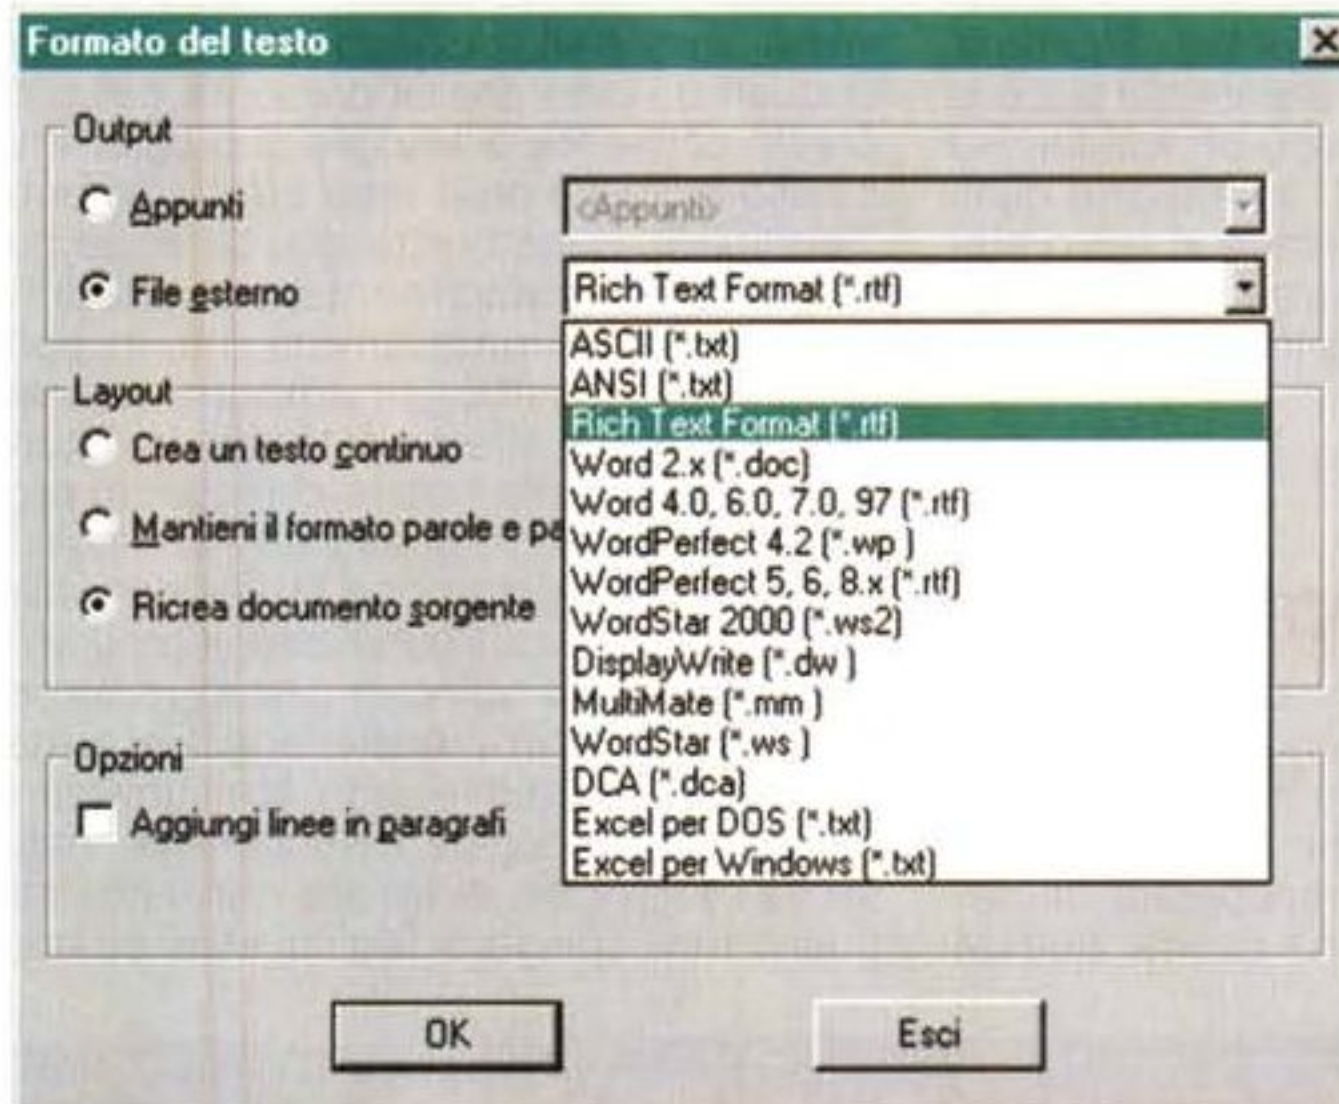 Formato del testo
Output
Appunti
<Appunti>
File esterno
Rich Text Format (*.rtf)
ASCII (*.txt)
ANSI (*.txt)
Rich Text Format (*.rtf)
Word 2.x (*.doc)
Word 4.0, 6.0, 7.0, 97 (*.rtf)
WordPerfect 4.2 (*.wp )
WordPerfect 5, 6, 8.x (*.rtf)
WordStar 2000 (*.ws2)
DisplayWrite (*.dw )
MultiMate (*.mm )
WordStar (*.ws )
DCA (*.dca)
Excel per DOS (*.txt)
Excel per Windows (*.txt)
Layout
Crea un testo continuo
Mantieni il formato parole e pa
Ricrea documento sorgente
Opzioni
Aggiungi linee in paragrafi
OK
Esci